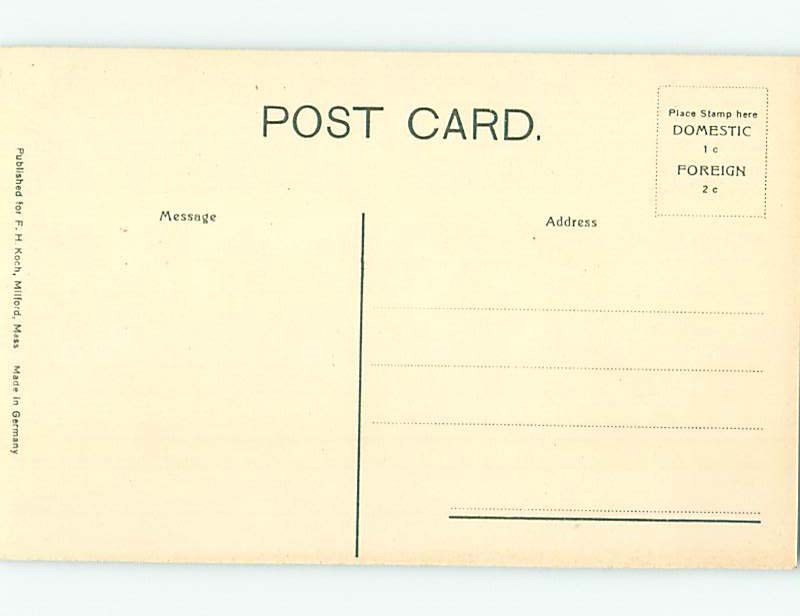 POST CARD.
Place Stamp here
DOMESTIC
1 c
FOREIGN
2 c
Message
Address
Published for F. H. Koch, Milford, Mass Made in Germany